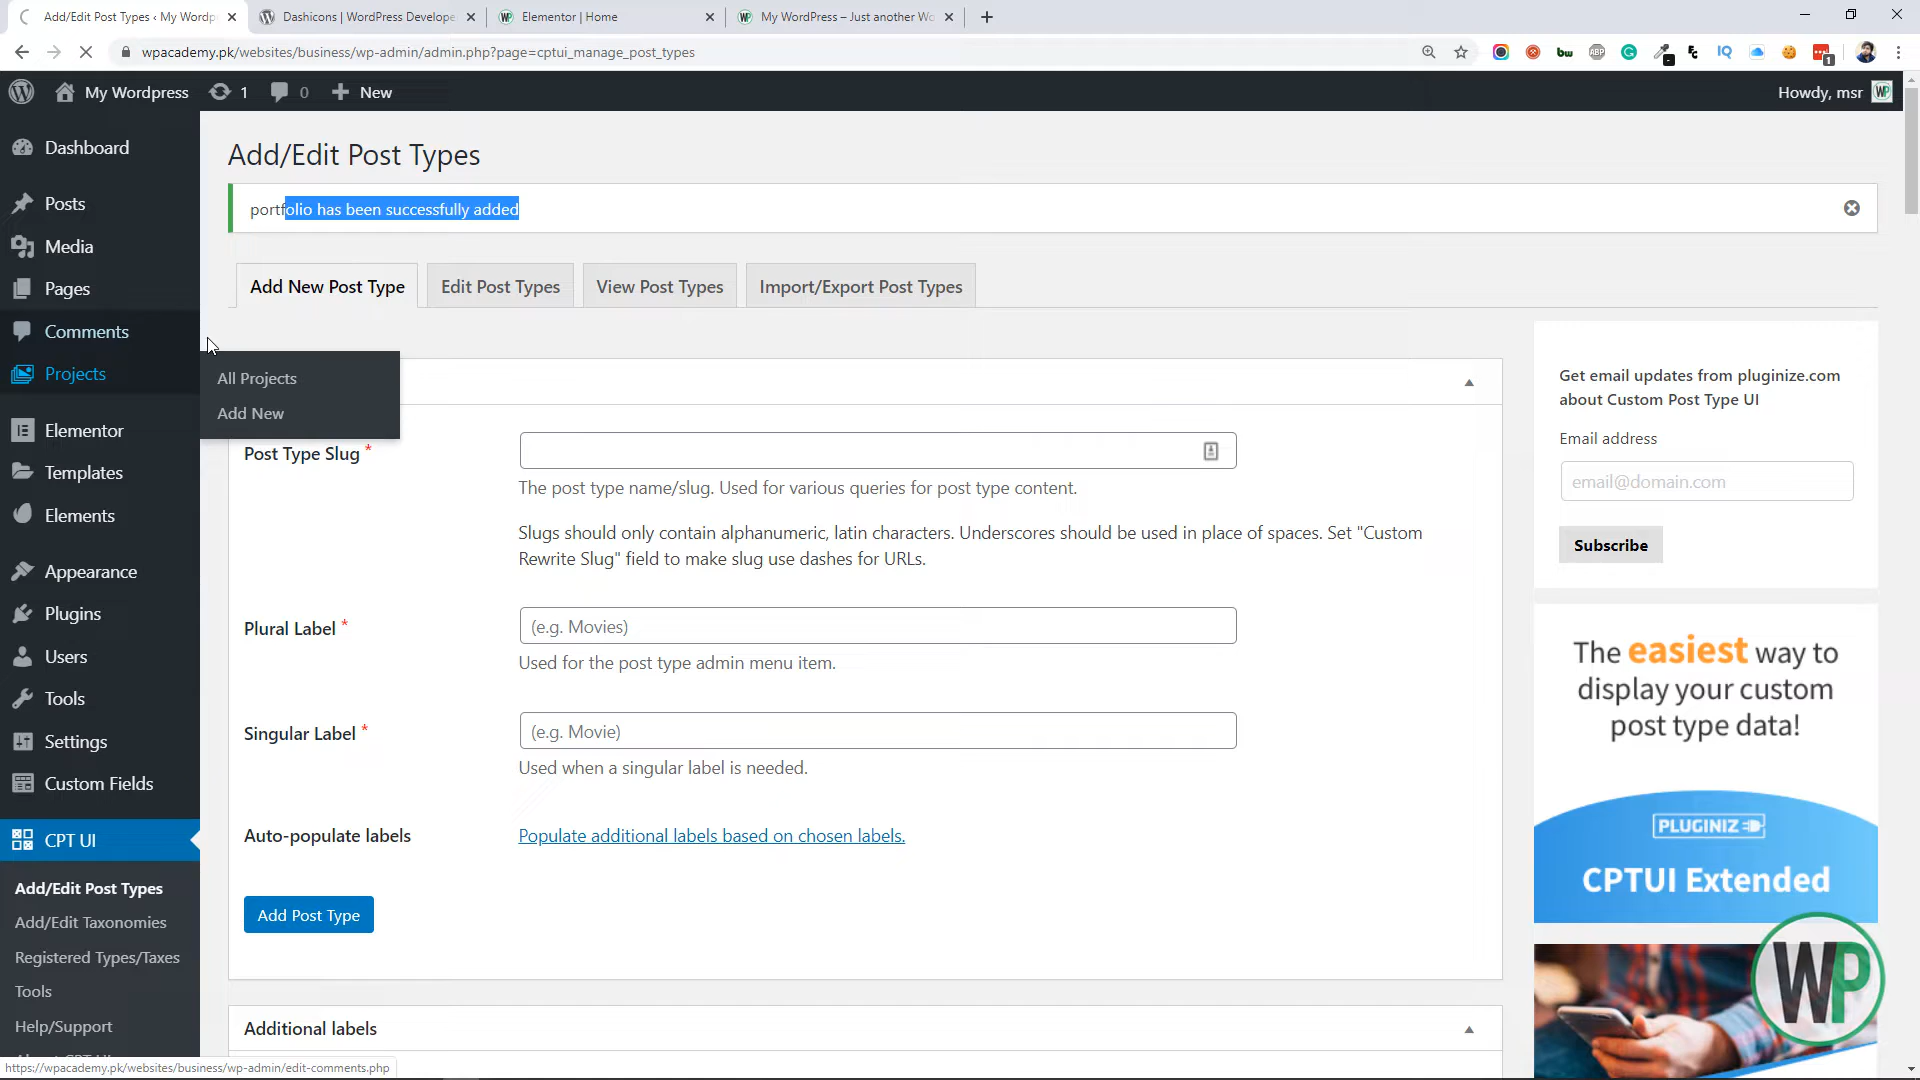 Add/Edit Post Types ‹ My Wordp
Dashicons | WordPress Develope
Elementor | Home
My WordPress – Just another Wo
wpacademy.pk/websites/business/wp-admin/admin.php?page=cptui_manage_post_types
My Wordpress
1
0
New
Howdy, msr
Dashboard
Posts
Media
Pages
Comments
Projects
All Projects
Add New
Elementor
Templates
Elements
Appearance
Plugins
Users
Tools
Settings
Custom Fields
CPT UI
Add/Edit Post Types
Add/Edit Taxonomies
Registered Types/Taxes
Tools
Help/Support
Add/Edit Post Types
portfolio has been successfully added
Add New Post Type
Edit Post Types
View Post Types
Import/Export Post Types
Post Type Slug *
The post type name/slug. Used for various queries for post type content.
Slugs should only contain alphanumeric, latin characters. Underscores should be used in place of spaces. Set "Custom
Rewrite Slug" field to make slug use dashes for URLs.
Plural Label *
(e.g. Movies)
Used for the post type admin menu item.
Singular Label *
(e.g. Movie)
Used when a singular label is needed.
Auto-populate labels
Populate additional labels based on chosen labels.
Add Post Type
Additional labels
Get email updates from pluginize.com
about Custom Post Type UI
Email address
email@domain.com
Subscribe
The easiest way to
display your custom
post type data!
PLUGINIZ
CPTUI Extended
WP
https://wpacademy.pk/websites/business/wp-admin/edit-comments.php